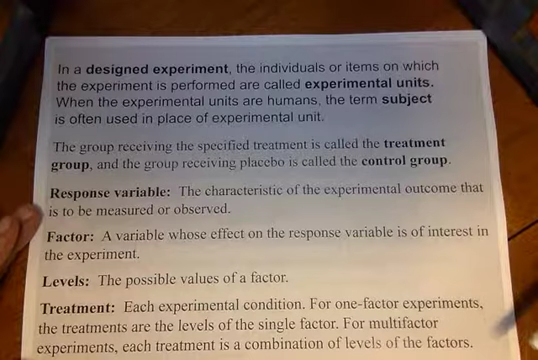 In a designed experiment, the individuals or items on which
the experiment is performed are called experimental units.
When the experimental units are humans, the term subject
is often used in place of experimental unit.
The group receiving the specified treatment is called the treatment
group, and the group receiving placebo is called the control group.
Response variable: The characteristic of the experimental outcome that
is to be measured or observed.
Factor: A variable whose effect on the response variable is of interest in
the experiment.
Levels: The possible values of a factor.
Treatment: Each experimental condition. For one-factor experiments,
the treatments are the levels of the single factor. For multifactor
experiments, each treatment is a combination of levels of the factors.